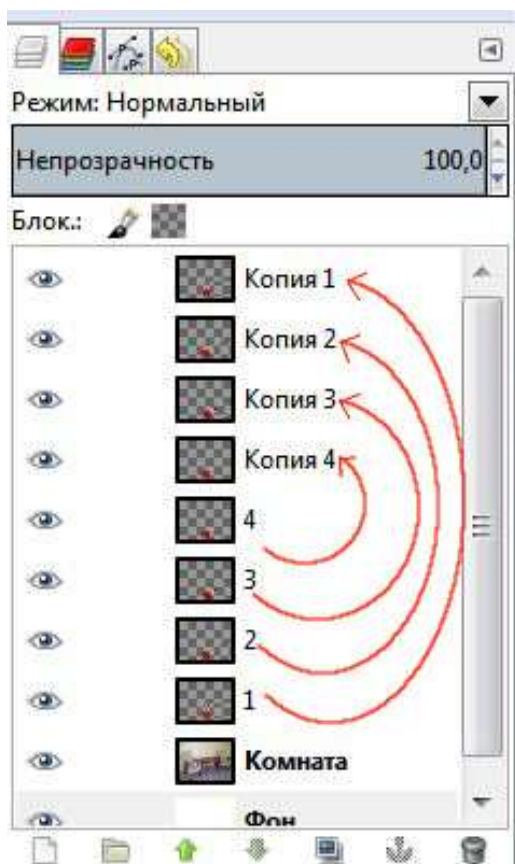 Режим: Нормальный
Непрозрачность 100,0
Блок.:
Копия 1
Копия 2
Копия 3
Копия 4
4
3
2
1
Комната
Фон